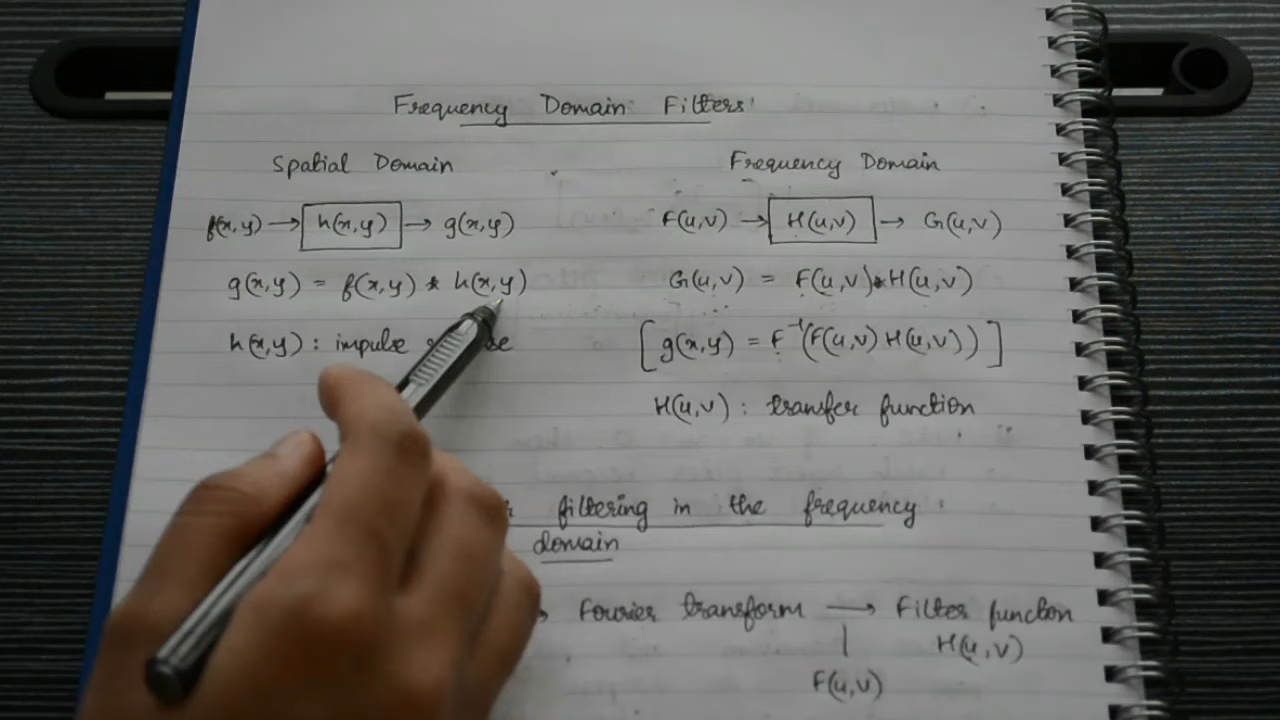 Frequency Domain Filters
Spatial Domain
f(x,y) → h(x,y) → g(x,y)
g(x,y) = f(x,y) * h(x,y)
h(x,y) : impulse
Frequency Domain
F(u,v) → H(u,v) → G(u,v)
G(u,v) = F(u,v)*H(u,v)
[g(x,y) = F⁻¹(F(u,v) H(u,v))]
H(u,v) : transfer function
filtering in the frequency
domain
→ Fourier transform → Filter function
H(u,v)
F(u,v)